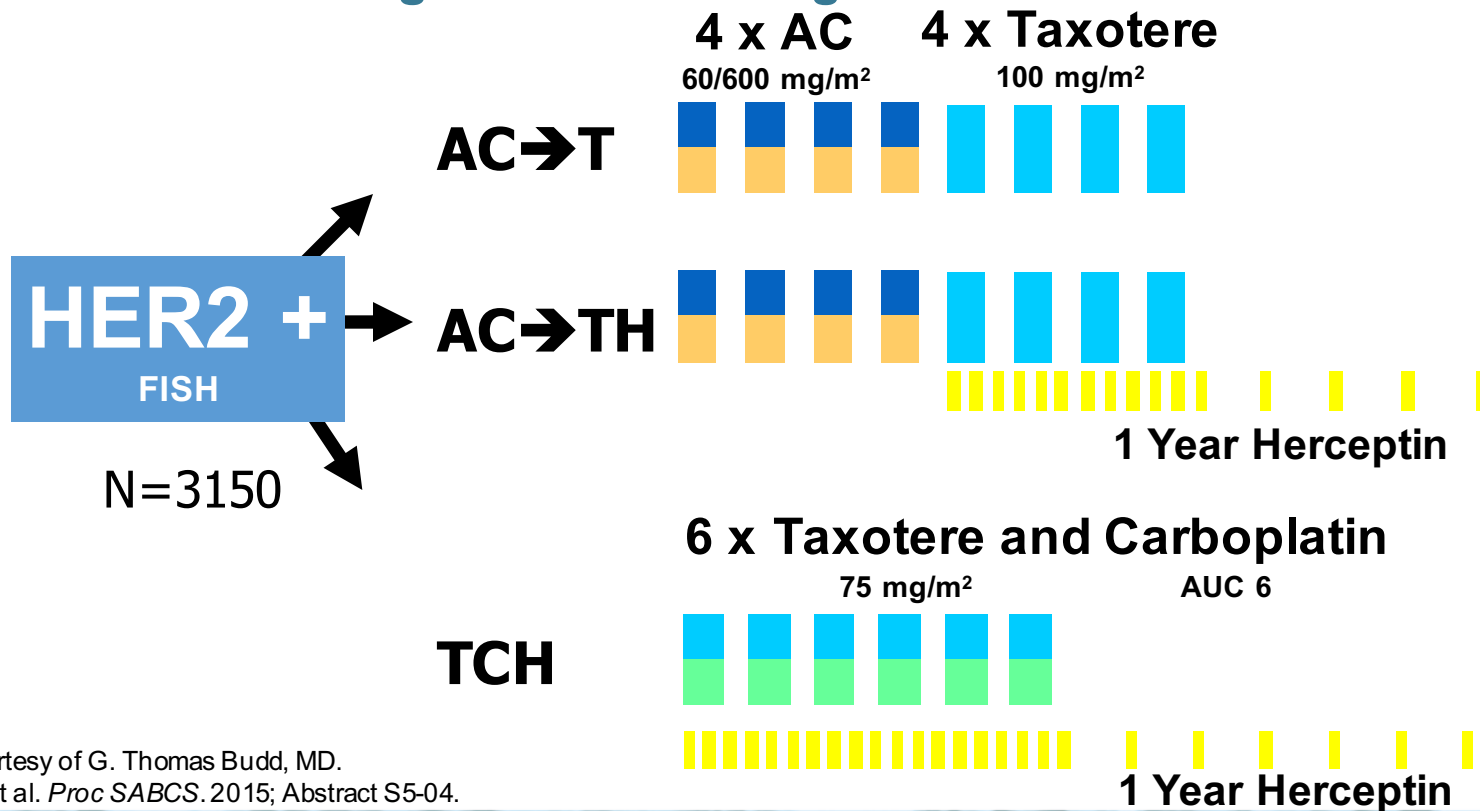 4 x AC 4 x Taxotere
60/600 mg/m² 100 mg/m²
AC➔T
HER2 +
FISH
AC➔TH
1 Year Herceptin
N=3150
6 x Taxotere and Carboplatin
75 mg/m² AUC 6
TCH
of G. Thomas Budd, MD.
al. Proc SABCS. 2015; Abstract S5-04.
1 Year Herceptin